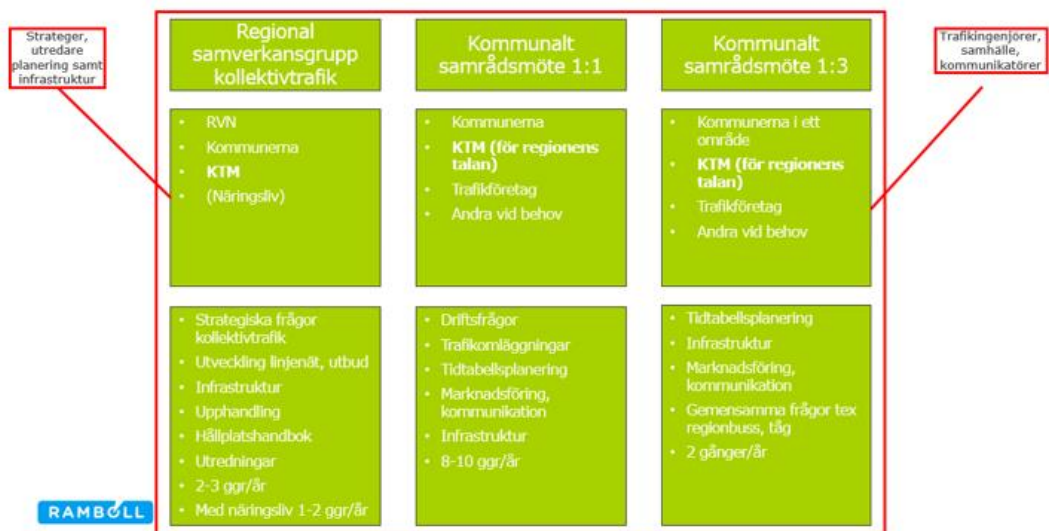 Strateger,
utredare
planering samt
infrastruktur
Regional
samverkansgrupp
kollektivtrafik
• RVN
• Kommunerna
• KTM
• (Näringsliv)
• Strategiska frågor
kollektivtrafik
• Utveckling linjenät, utbud
• Infrastruktur
• Upphandling
• Hållplatshandbok
• Utredningar
• 2-3 ggr/år
• Med näringsliv 1-2 ggr/år
Kommunalt
samrådsmöte 1:1
• Kommunerna
• KTM (för regionens
talan)
• Trafikföretag
• Andra vid behov
• Driftsfrågor
• Trafikomläggningar
• Tidtabellsplanering
• Marknadsföring,
kommunikation
• Infrastruktur
• 8-10 ggr/år
Kommunalt
samrådsmöte 1:3
• Kommunerna i ett
område
• KTM (för regionens
talan)
• Trafikföretag
• Andra vid behov
• Tidtabellsplanering
• Infrastruktur
• Marknadsföring,
kommunikation
• Gemensamma frågor tex
regionbuss, tåg
• 2 gånger/år
Trafikingenjörer,
samhälle,
kommunikatörer
RAMBOLL